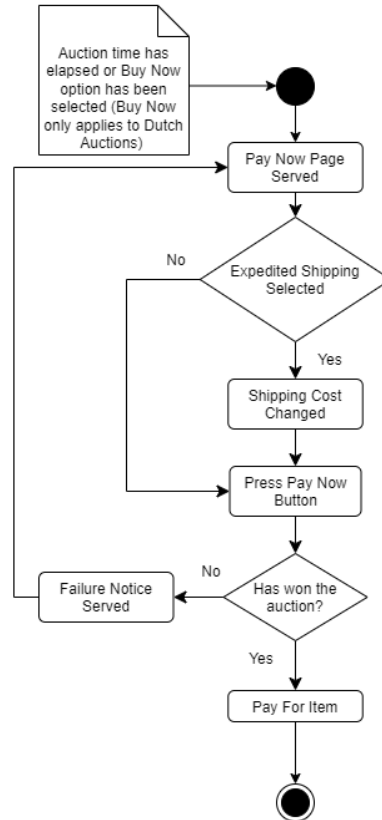 Auction time has
elapsed or Buy Now
option has been
selected (Buy Now
only applies to Dutch
Auctions)
Pay Now Page
Served
Expedited Shipping
Selected
No
Yes
Shipping Cost
Changed
Press Pay Now
Button
Has won the
auction?
No
Failure Notice
Served
Yes
Pay For Item